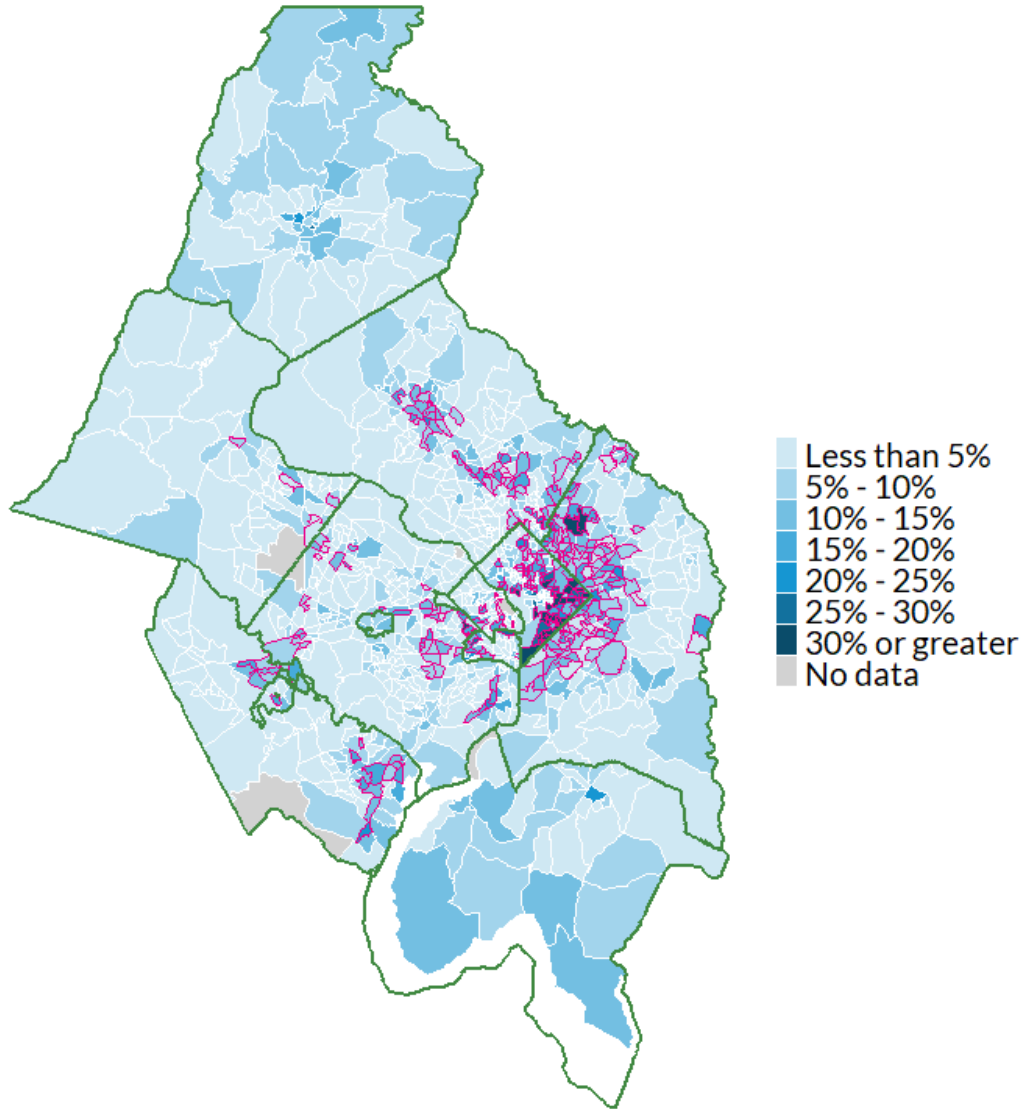 Less than 5%
5% - 10%
10% - 15%
15% - 20%
20% - 25%
25% - 30%
30% or greater
No data